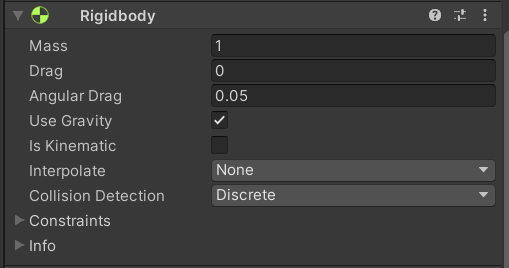 Rigidbody
Mass 1
Drag 0
Angular Drag 0.05
Use Gravity
Is Kinematic
Interpolate None
Collision Detection Discrete
Constraints
Info